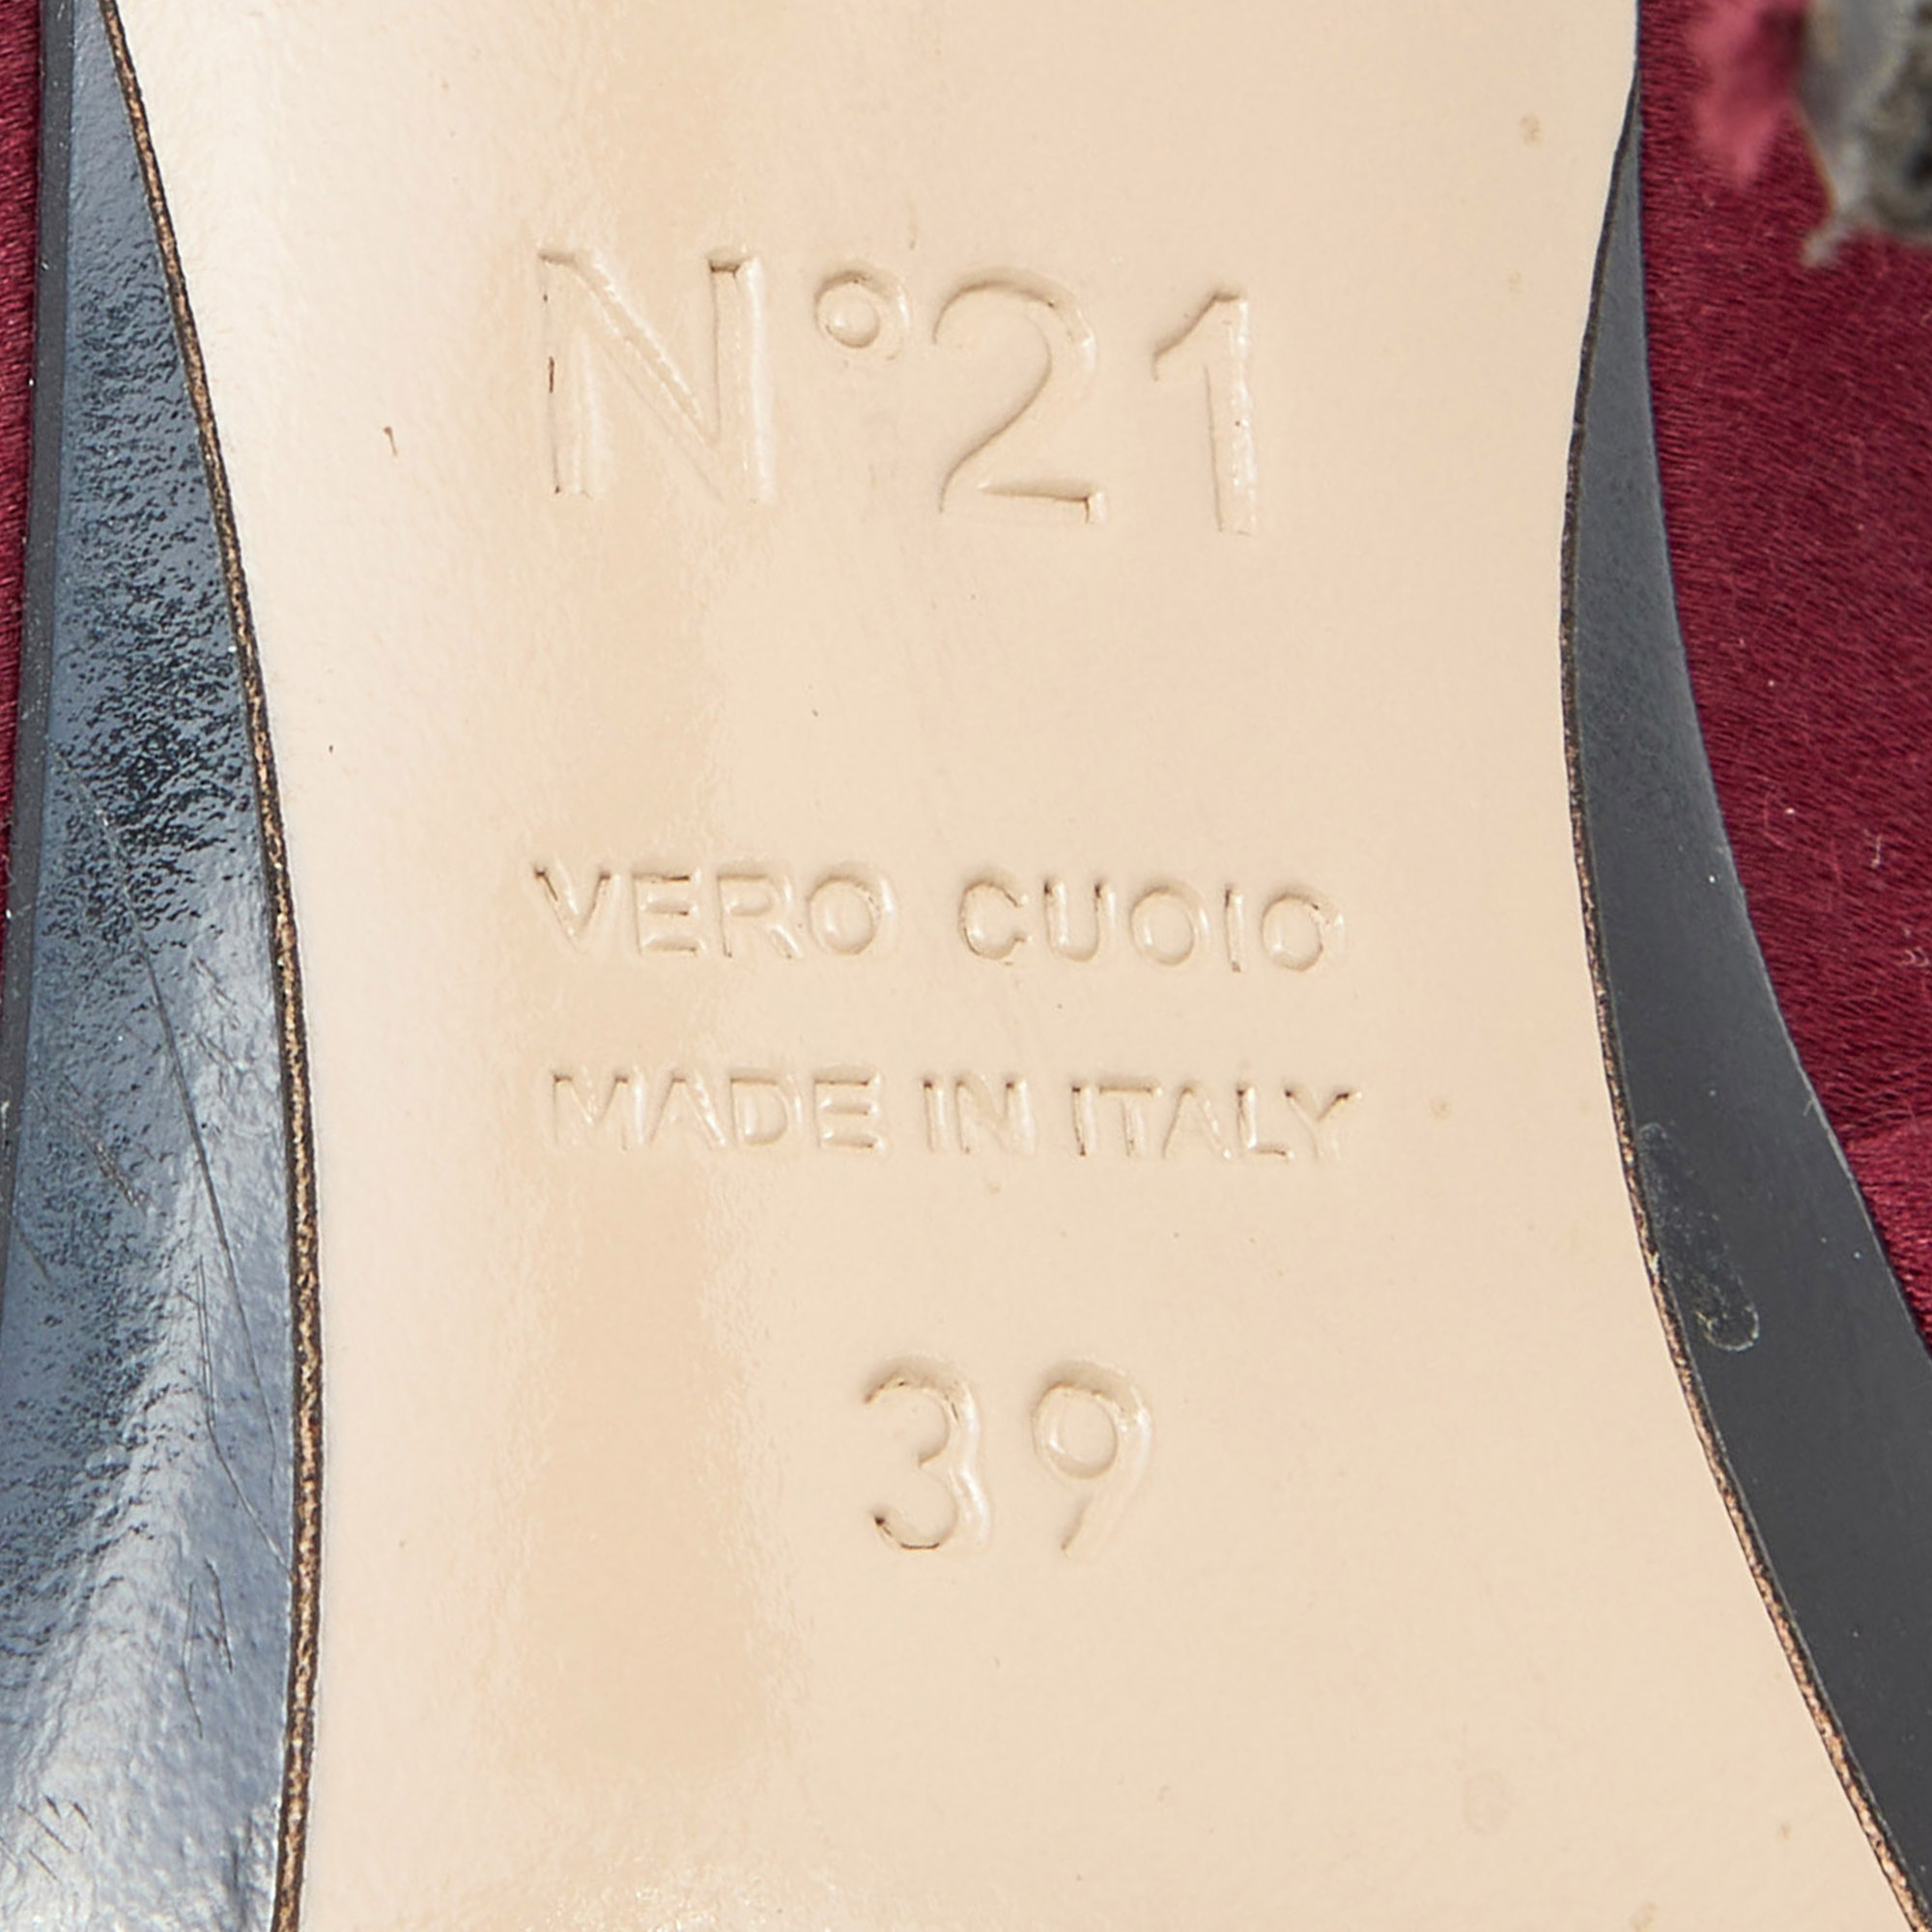 N°21
VERO CUOIO
MADE IN ITALY
39